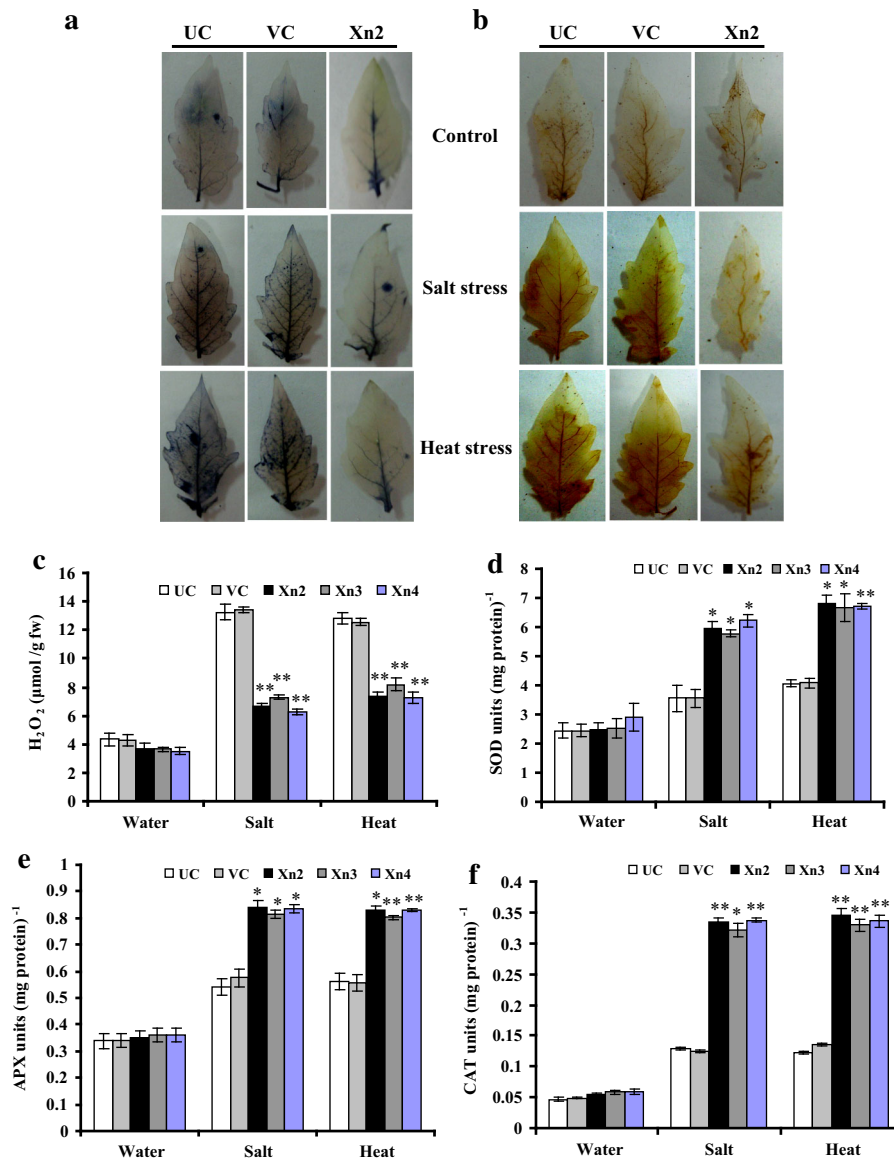 a
UC VC Xn2
b
UC VC Xn2
Control
Salt stress
Heat stress
c
H₂O₂ (μmol /g fw)
16
14
12
10
8
6
4
2
0
UC VC Xn2 Xn3 Xn4
** ** **
** ** **
Water Salt Heat
d
SOD units (mg protein)⁻¹
8
7
6
5
4
3
2
1
0
UC VC Xn2 Xn3 Xn4
* * *
* * **
Water Salt Heat
e
APX units (mg protein)⁻¹
1
0.9
0.8
0.7
0.6
0.5
0.4
0.3
0.2
0.1
0
UC VC Xn2 Xn3 Xn4
* * *
* ** **
Water Salt Heat
f
CAT units (mg protein)⁻¹
0.4
0.35
0.3
0.25
0.2
0.15
0.1
0.05
0
UC VC Xn2 Xn3 Xn4
** * **
** ** **
Water Salt Heat